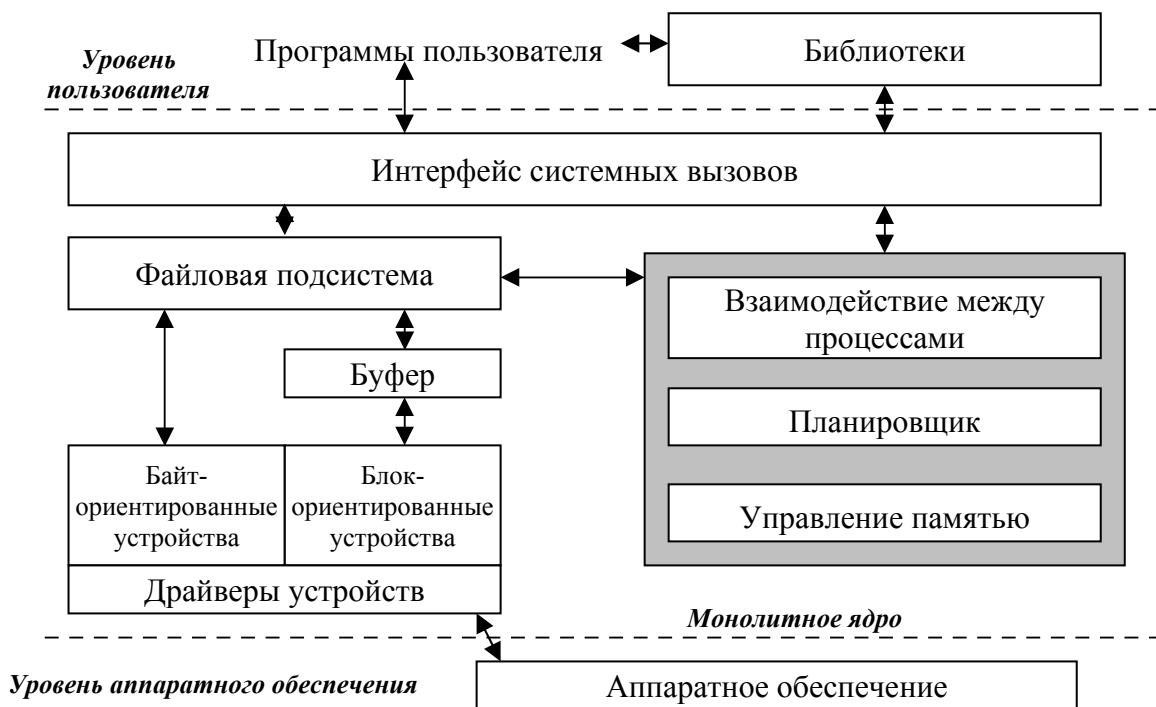 Уровень
пользователя
Программы пользователя
Библиотеки
Интерфейс системных вызовов
Файловая подсистема
Взаимодействие между
процессами
Буфер
Планировщик
Байт-
ориентированные
устройства
Блок-
ориентированные
устройства
Управление памятью
Драйверы устройств
Монолитное ядро
Уровень аппаратного обеспечения
Аппаратное обеспечение